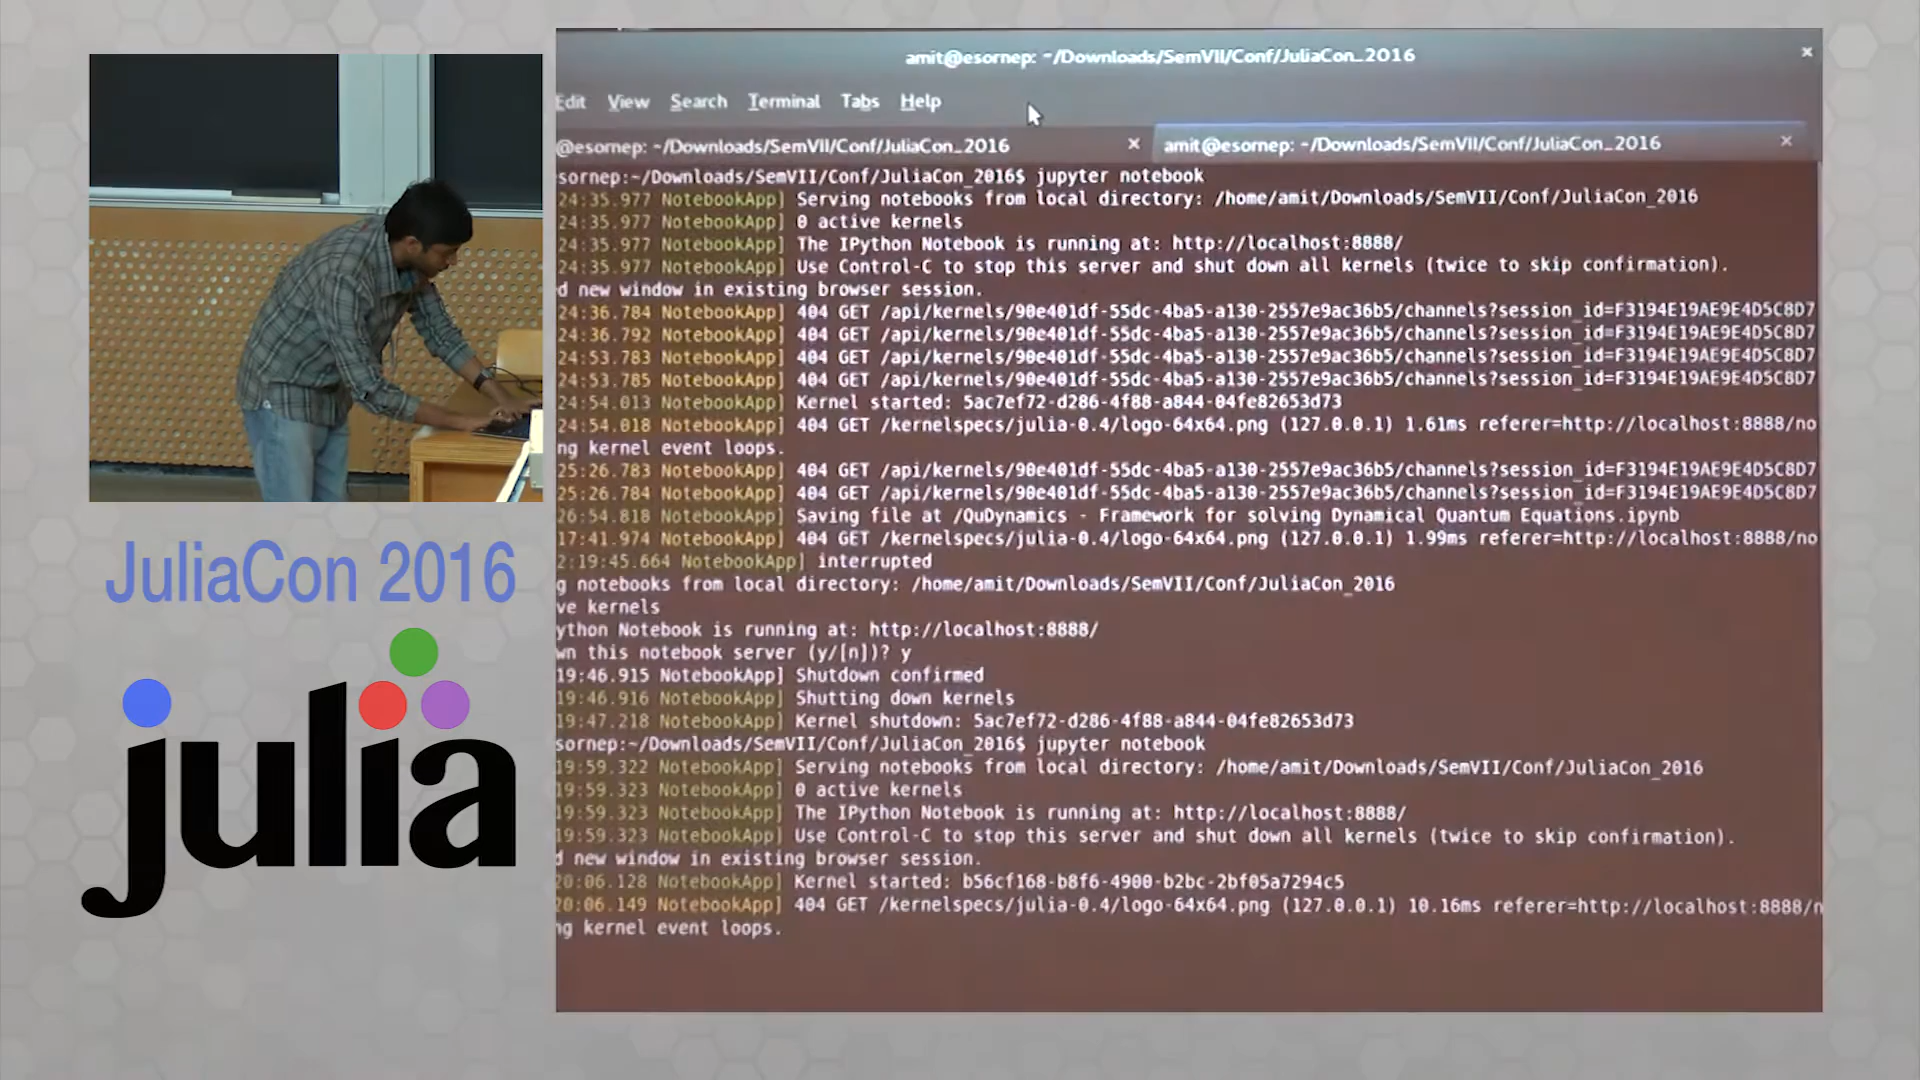 amit@esornep: ~/Downloads/SemVII/Conf/JuliaCon_2016 ×
Edit View Search Terminal Tabs Help
@esornep: ~/Downloads/SemVII/Conf/JuliaCon_2016 × amit@esornep: ~/Downloads/SemVII/Conf/JuliaCon_2016 ×
sornep:~/Downloads/SemVII/Conf/JuliaCon_2016$ jupyter notebook
24:35.977 NotebookApp] Serving notebooks from local directory: /home/amit/Downloads/SemVII/Conf/JuliaCon_2016
24:35.977 NotebookApp] 0 active kernels
24:35.977 NotebookApp] The IPython Notebook is running at: http://localhost:8888/
24:35.977 NotebookApp] Use Control-C to stop this server and shut down all kernels (twice to skip confirmation).
d new window in existing browser session.
24:36.784 NotebookApp] 404 GET /api/kernels/90e401df-55dc-4ba5-a130-2557e9ac36b5/channels?session_id=F3194E19AE9E4D5C8D7
24:36.792 NotebookApp] 404 GET /api/kernels/90e401df-55dc-4ba5-a130-2557e9ac36b5/channels?session_id=F3194E19AE9E4D5C8D7
24:53.783 NotebookApp] 404 GET /api/kernels/90e401df-55dc-4ba5-a130-2557e9ac36b5/channels?session_id=F3194E19AE9E4D5C8D7
24:53.785 NotebookApp] 404 GET /api/kernels/90e401df-55dc-4ba5-a130-2557e9ac36b5/channels?session_id=F3194E19AE9E4D5C8D7
24:54.013 NotebookApp] Kernel started: 5ac7ef72-d286-4f88-a844-04fe82653d73
24:54.018 NotebookApp] 404 GET /kernelspecs/julia-0.4/logo-64x64.png (127.0.0.1) 1.61ms referer=http://localhost:8888/no
ng kernel event loops.
25:26.783 NotebookApp] 404 GET /api/kernels/90e401df-55dc-4ba5-a130-2557e9ac36b5/channels?session_id=F3194E19AE9E4D5C8D7
25:26.784 NotebookApp] 404 GET /api/kernels/90e401df-55dc-4ba5-a130-2557e9ac36b5/channels?session_id=F3194E19AE9E4D5C8D7
26:54.818 NotebookApp] Saving file at /QuDynamics - Framework for solving Dynamical Quantum Equations.ipynb
17:41.974 NotebookApp] 404 GET /kernelspecs/julia-0.4/logo-64x64.png (127.0.0.1) 1.99ms referer=http://localhost:8888/no
2:19:45.664 NotebookApp] interrupted
g notebooks from local directory: /home/amit/Downloads/SemVII/Conf/JuliaCon_2016
ve kernels
ython Notebook is running at: http://localhost:8888/
wn this notebook server (y/[n])? y
19:46.915 NotebookApp] Shutdown confirmed
19:46.916 NotebookApp] Shutting down kernels
19:47.218 NotebookApp] Kernel shutdown: 5ac7ef72-d286-4f88-a844-04fe82653d73
sornep:~/Downloads/SemVII/Conf/JuliaCon_2016$ jupyter notebook
19:59.322 NotebookApp] Serving notebooks from local directory: /home/amit/Downloads/SemVII/Conf/JuliaCon_2016
19:59.323 NotebookApp] 0 active kernels
19:59.323 NotebookApp] The IPython Notebook is running at: http://localhost:8888/
19:59.323 NotebookApp] Use Control-C to stop this server and shut down all kernels (twice to skip confirmation).
d new window in existing browser session.
20:06.128 NotebookApp] Kernel started: b56cf168-b8f6-4900-b2bc-2bf05a7294c5
20:06.149 NotebookApp] 404 GET /kernelspecs/julia-0.4/logo-64x64.png (127.0.0.1) 10.16ms referer=http://localhost:8888/n
ng kernel event loops.
JuliaCon 2016
julia